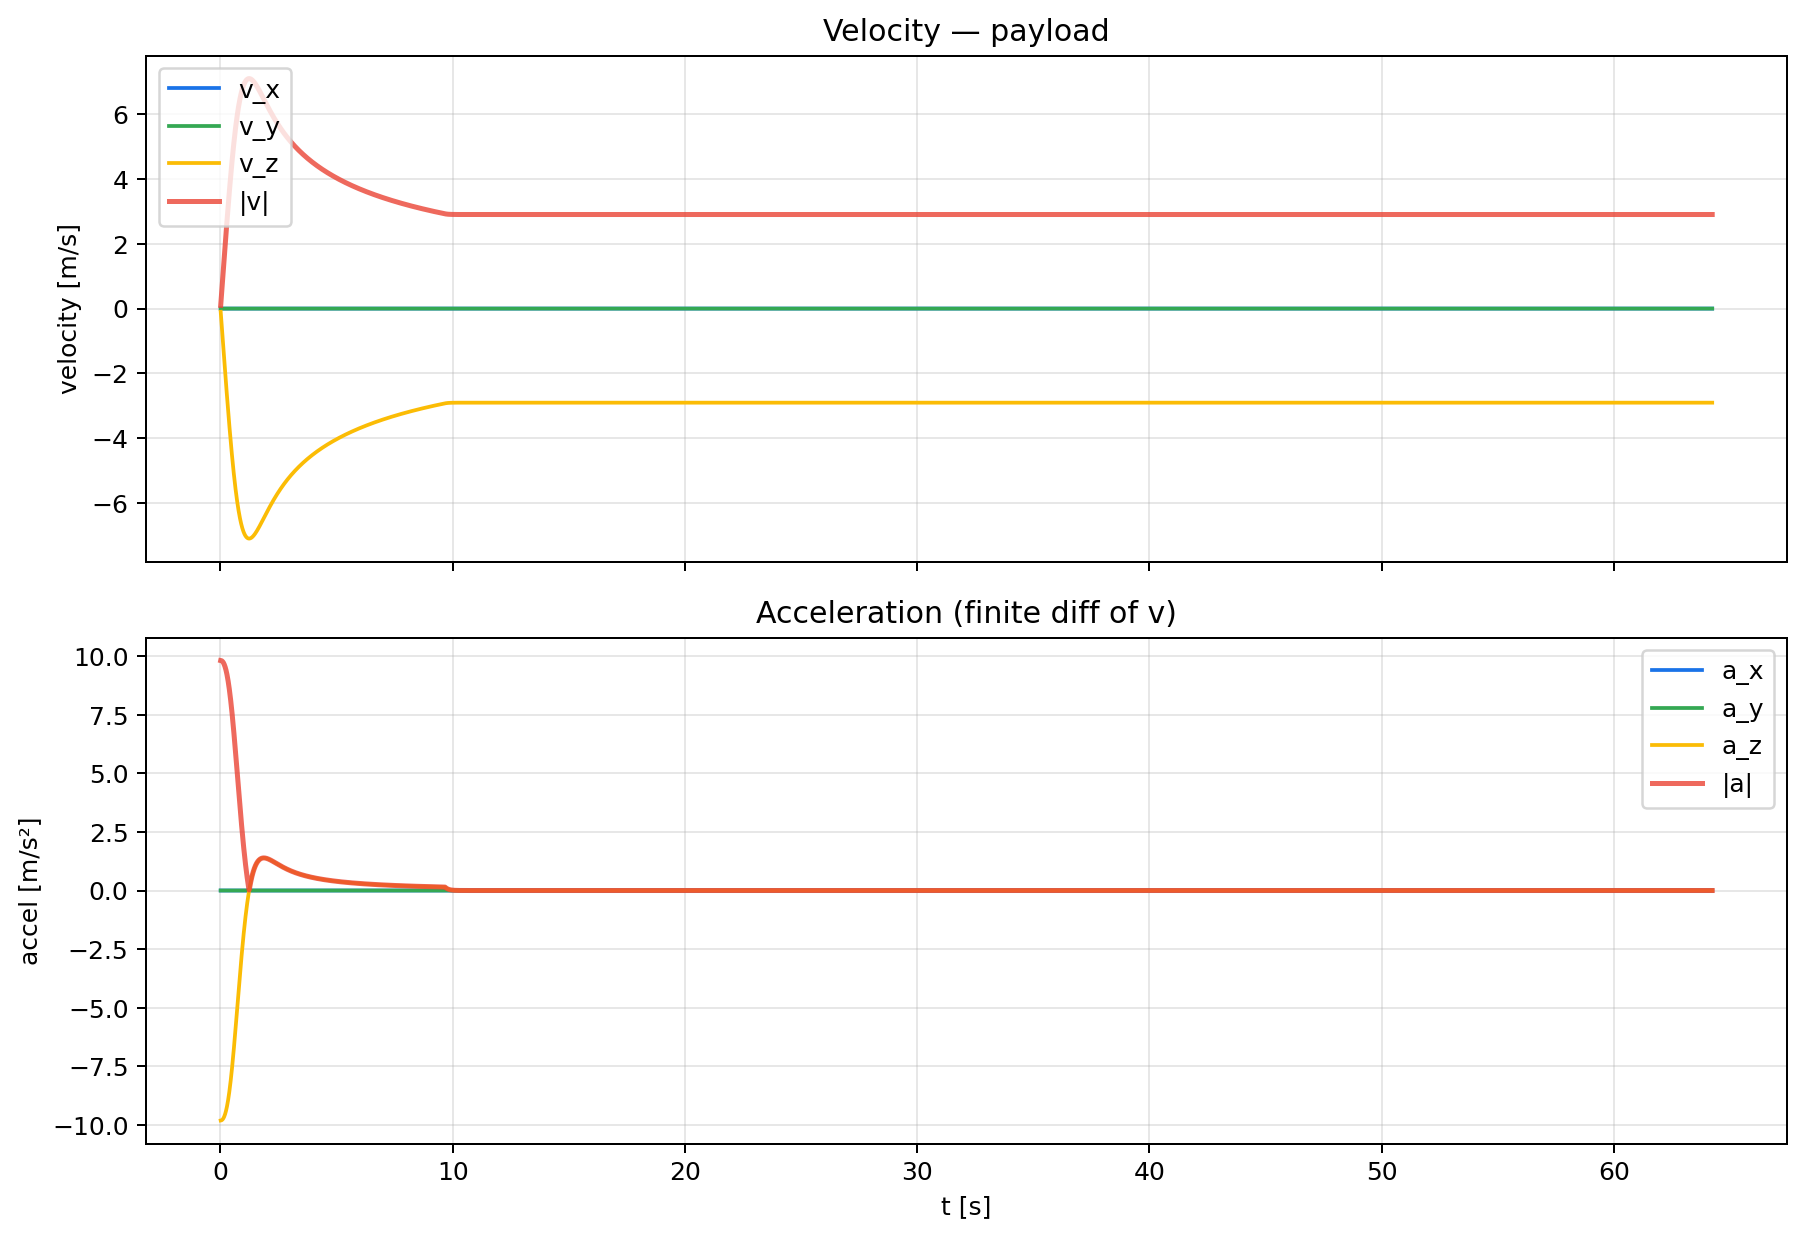 Velocity — payload
v_x
v_y
v_z
|v|
velocity [m/s]
6
4
2
0
−2
−4
−6
Acceleration (finite diff of v)
a_x
a_y
a_z
|a|
accel [m/s²]
10.0
7.5
5.0
2.5
0.0
−2.5
−5.0
−7.5
−10.0
0 10 20 30 40 50 60
t [s]